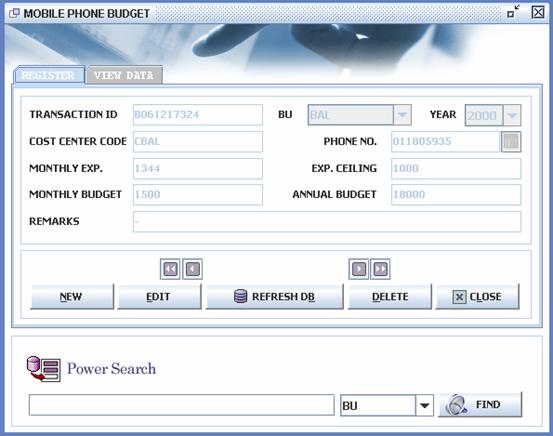 MOBILE PHONE BUDGET
REGISTER VIEW DATA
TRANSACTION ID B061217324 BU BAL YEAR 2000
COST CENTER CODE CBAL PHONE NO. 011805935
MONTHLY EXP. 1344 EXP. CEILING 1000
MONTHLY BUDGET 1500 ANNUAL BUDGET 18000
REMARKS -
NEW EDIT REFRESH DB DELETE CLOSE
Power Search
BU FIND